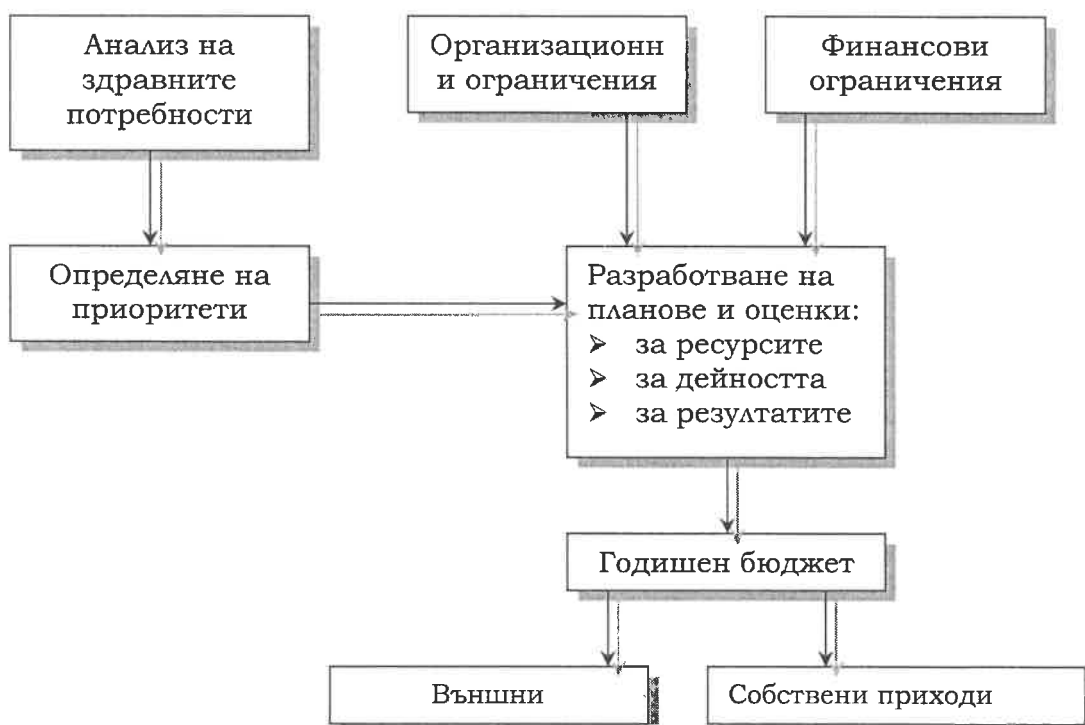 Анализ на
здравните
потребности
Организационн
и ограничения
Финансови
ограничения
Определяне на
приоритети
Разработване на
планове и оценки:
➢ за ресурсите
➢ за дейността
➢ за резултатите
Годишен бюджет
Външни
Собствени приходи